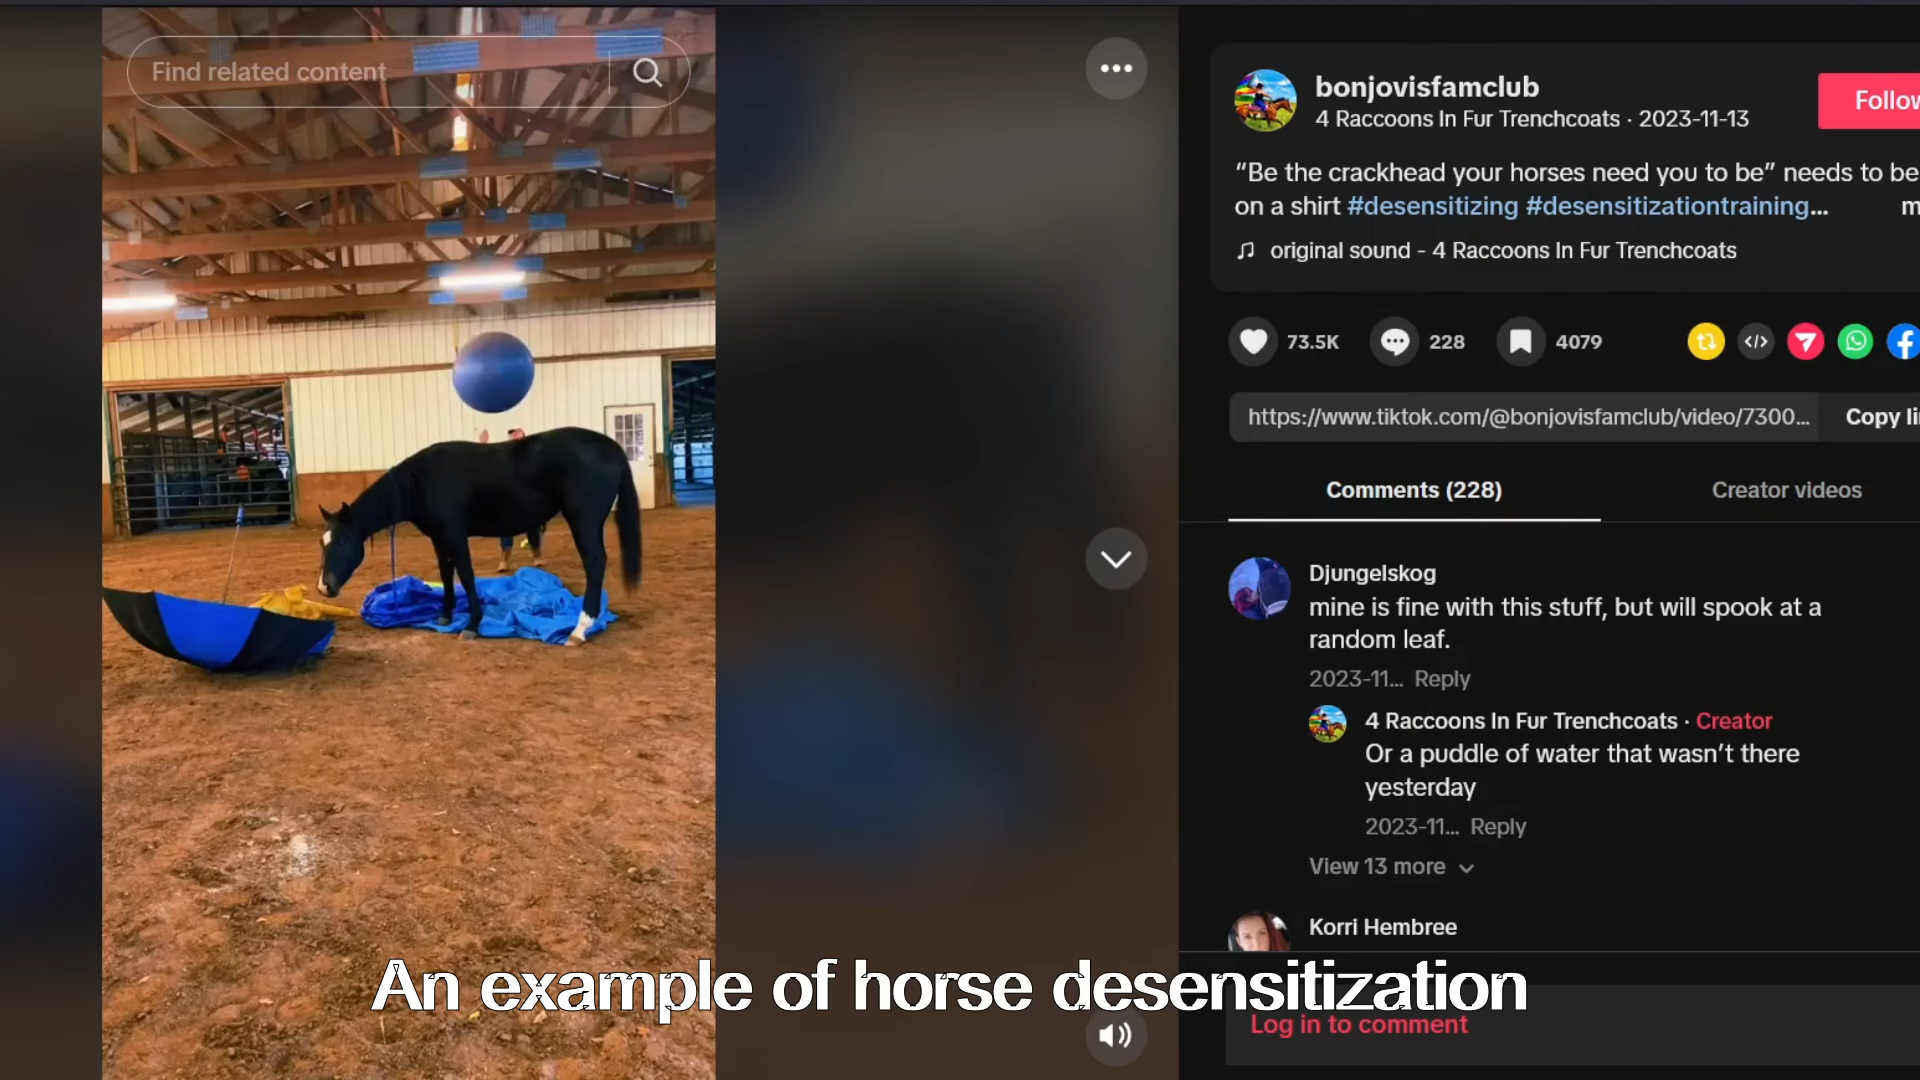 Find related content
bonjovisfamclub
4 Raccoons In Fur Trenchcoats · 2023-11-13
Follow
“Be the crackhead your horses need you to be” needs to be
on a shirt #desensitizing #desensitizationtraining... m
original sound - 4 Raccoons In Fur Trenchcoats
73.5K
228
4079
https://www.tiktok.com/@bonjovisfamclub/video/7300...
Copy li
Comments (228)
Creator videos
Djungelskog
mine is fine with this stuff, but will spook at a
random leaf.
2023-11... Reply
4 Raccoons In Fur Trenchcoats · Creator
Or a puddle of water that wasn’t there
yesterday
2023-11... Reply
View 13 more
Korri Hembree
An example of horse desensitization
Log in to comment